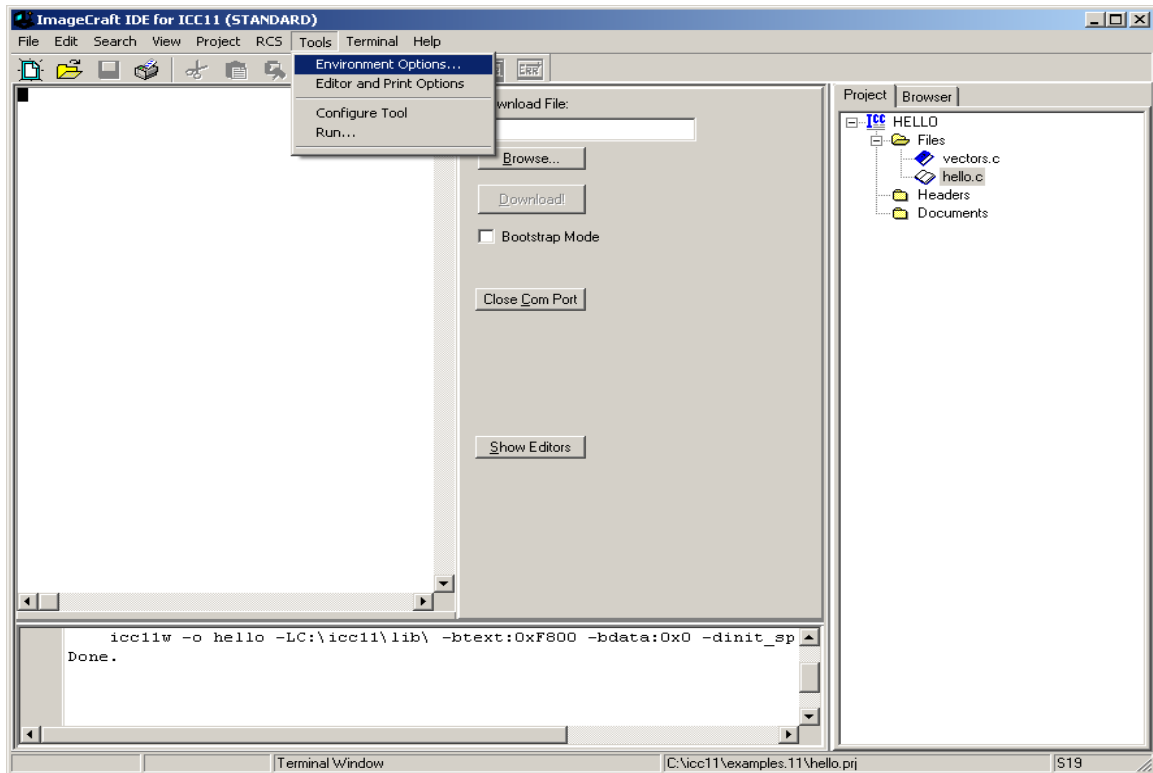 ImageCraft IDE for ICC11 (STANDARD)
File Edit Search View Project RCS Tools Terminal Help
Environment Options...
Editor and Print Options
Configure Tool
Run...
ERR
wnload File:
Browse...
Download!
Bootstrap Mode
Close Com Port
Show Editors
Project Browser
ICC HELLO
Files
vectors.c
hello.c
Headers
Documents
icc11w -o hello -LC:\icc11\lib\ -btext:0xF800 -bdata:0x0 -dinit_sp
Done.
Terminal Window C:\icc11\examples.11\hello.prj S19